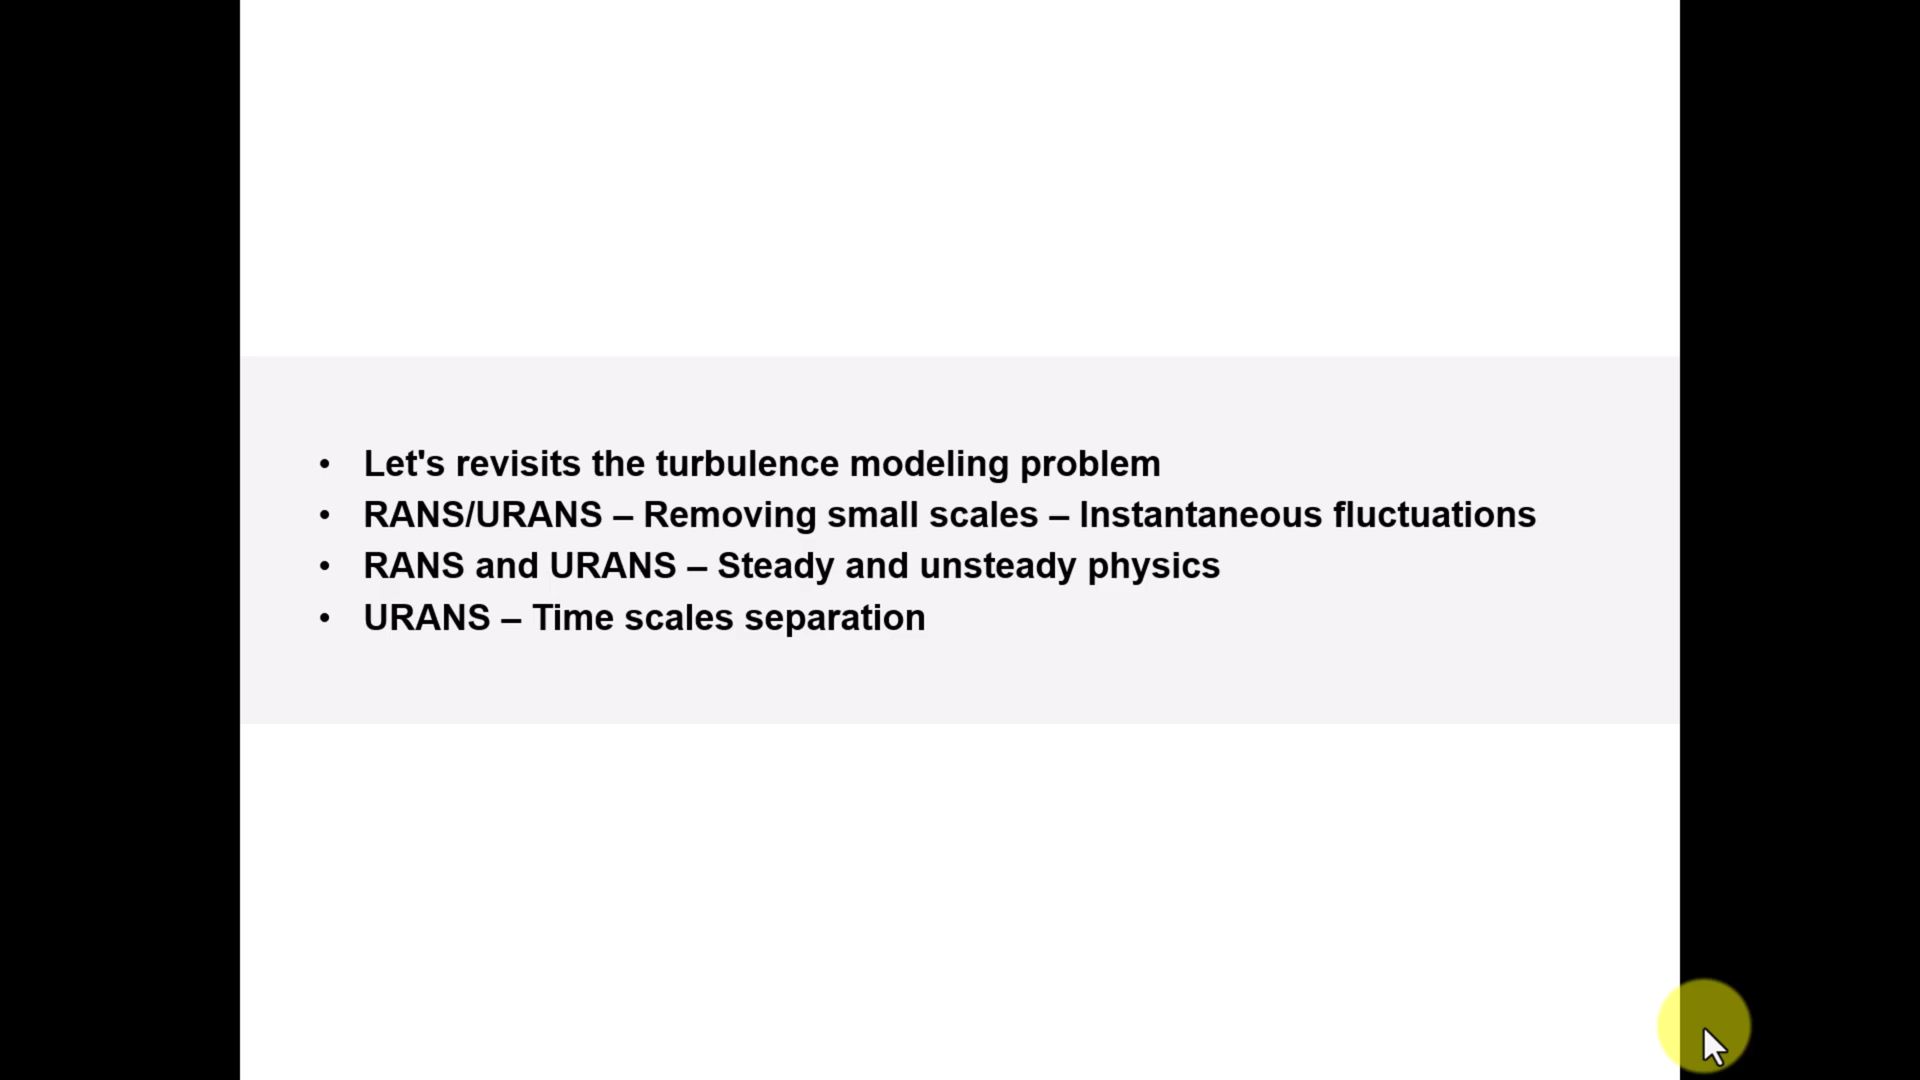 • Let's revisits the turbulence modeling problem
• RANS/URANS – Removing small scales – Instantaneous fluctuations
• RANS and URANS – Steady and unsteady physics
• URANS – Time scales separation